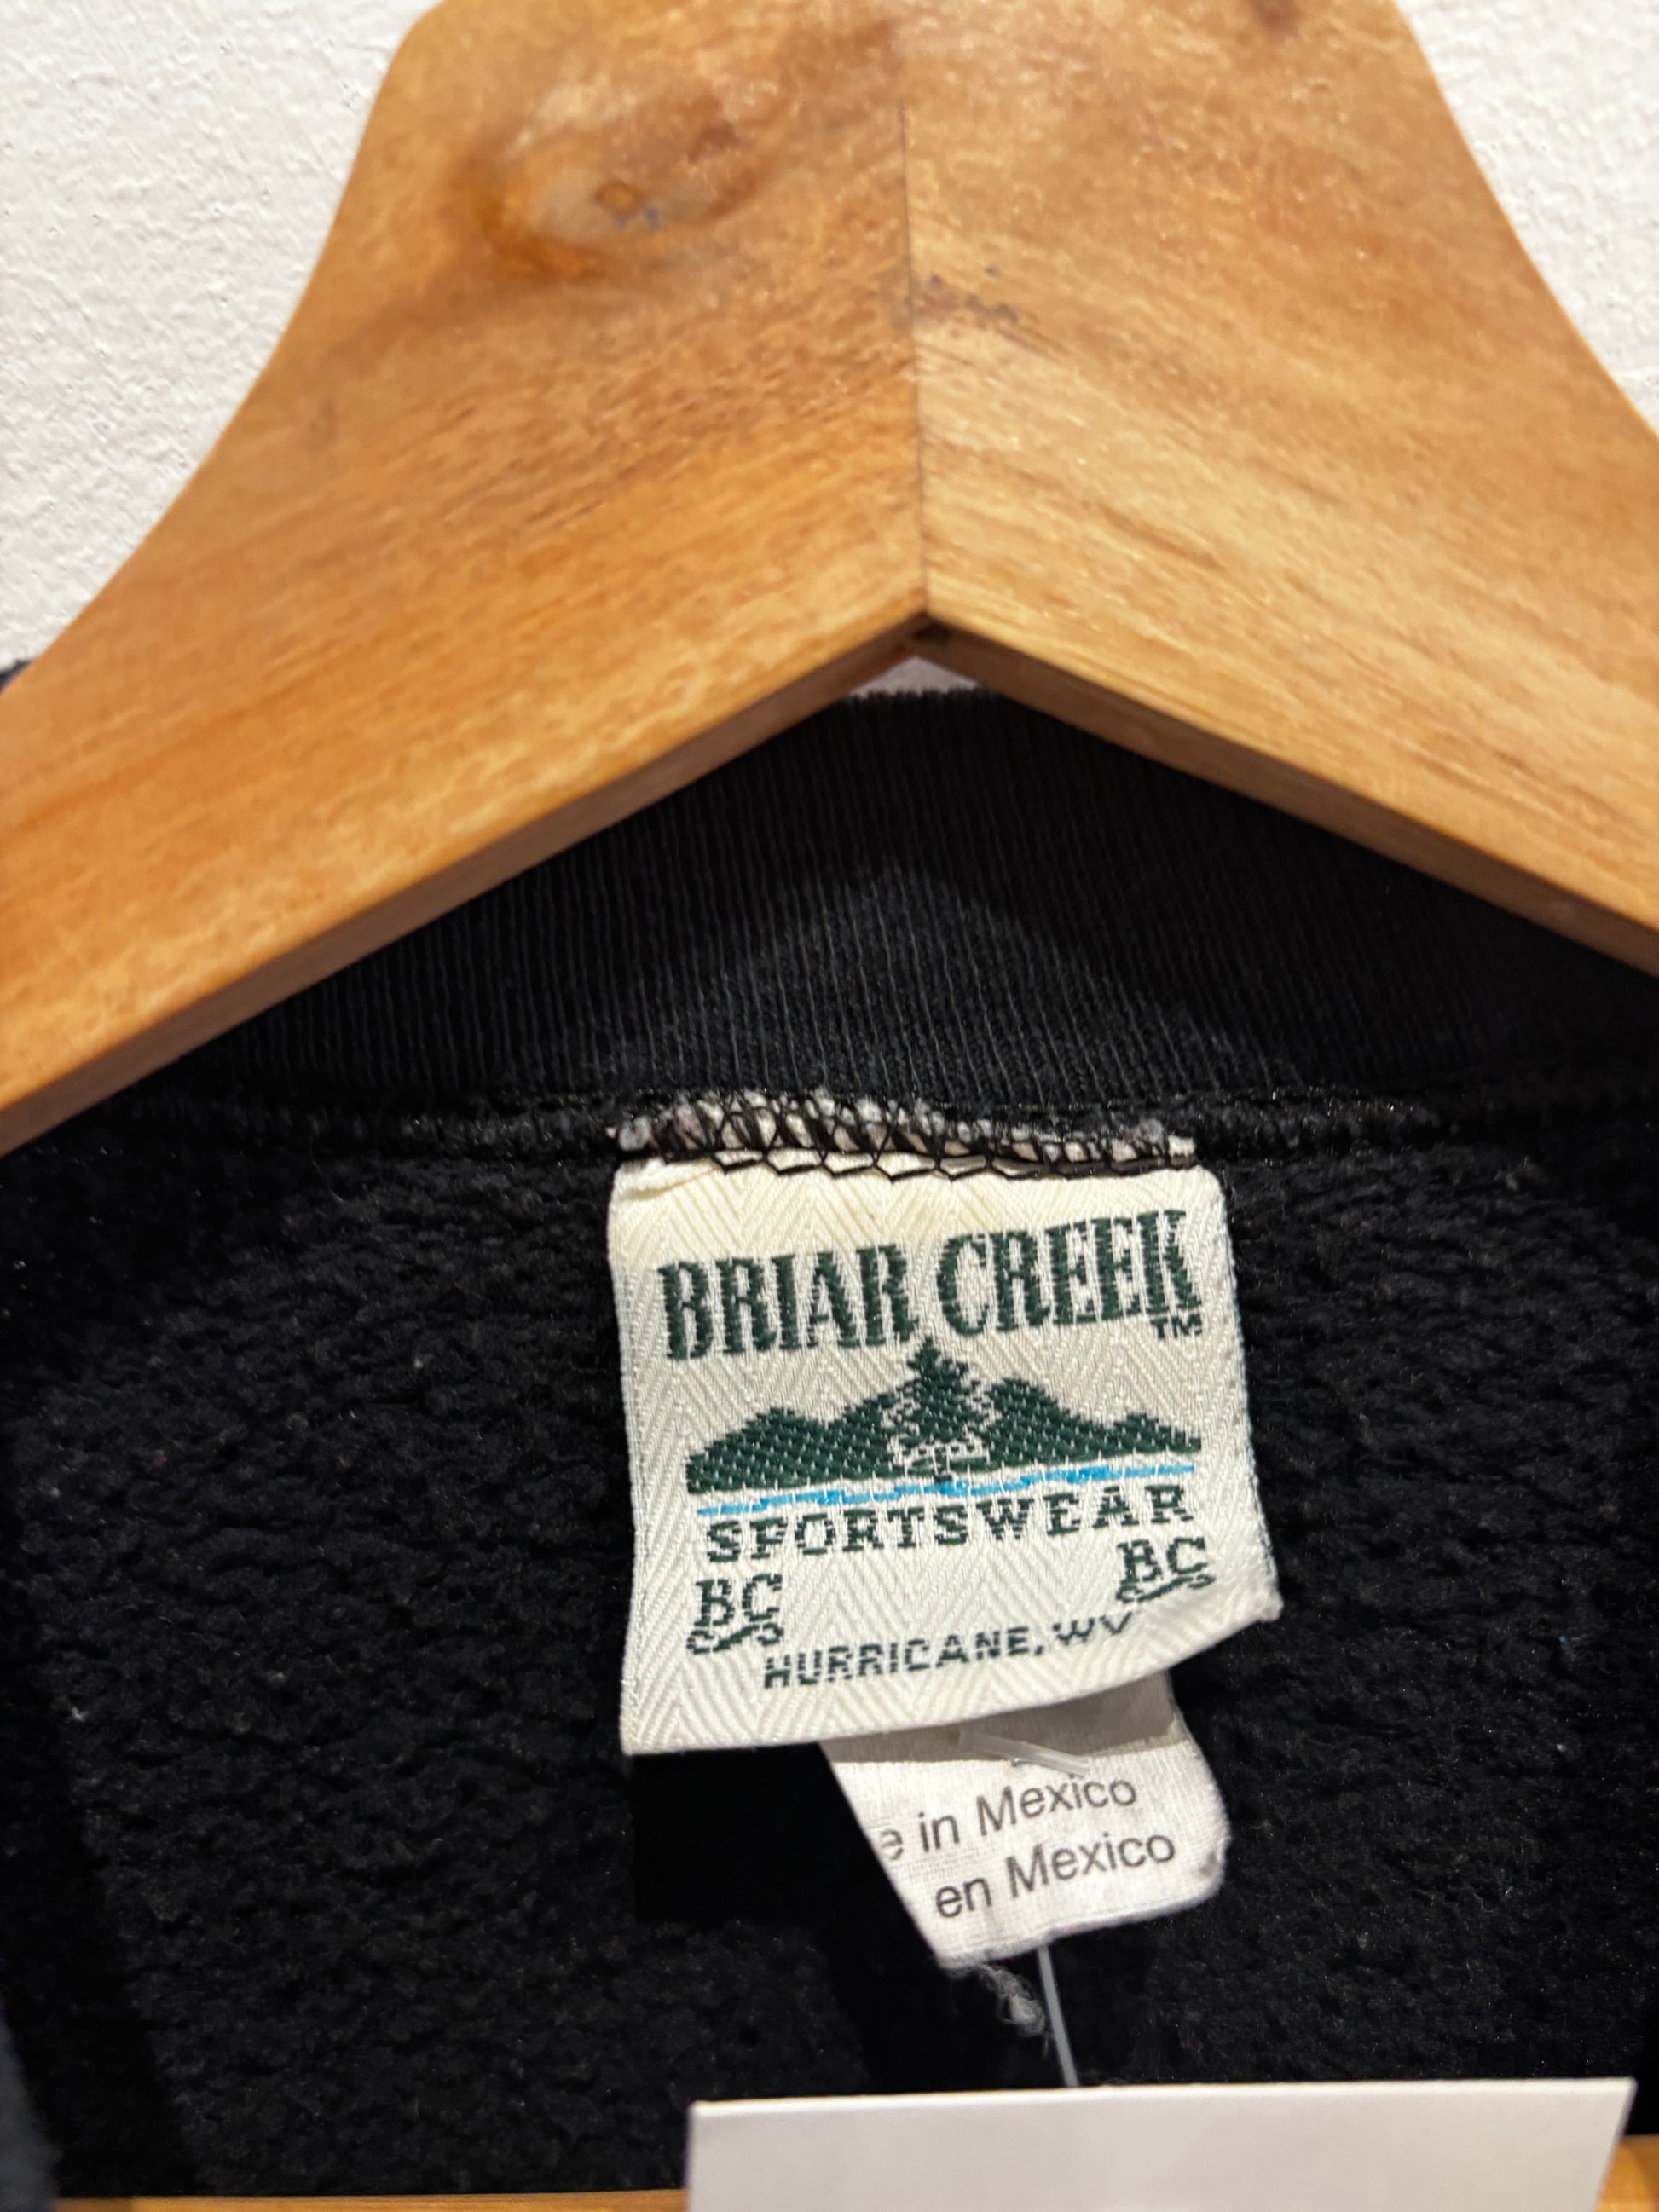 BRIAR CREEK
TM
SPORTSWEAR
BC BC
HURRICANE, WV
in Mexico
en Mexico